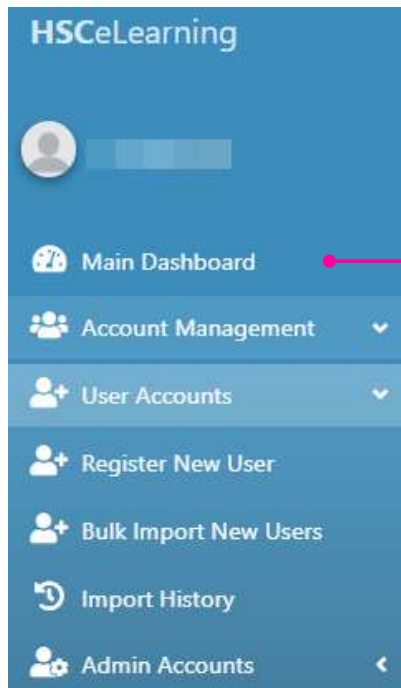 HSCeLearning
Main Dashboard
Account Management
User Accounts
Register New User
Bulk Import New Users
Import History
Admin Accounts